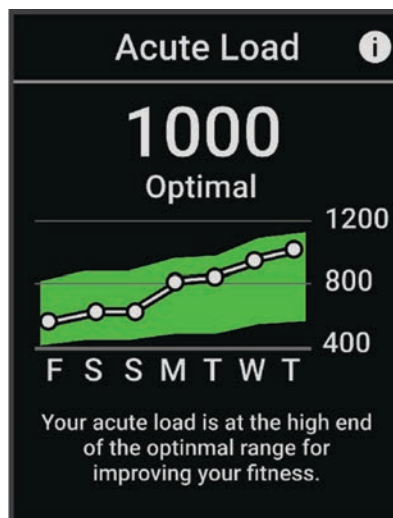 Acute Load i
1000
Optimal
1200
800
400
F S S M T W T
Your acute load is at the high end
of the optinmal range for
improving your fitness.